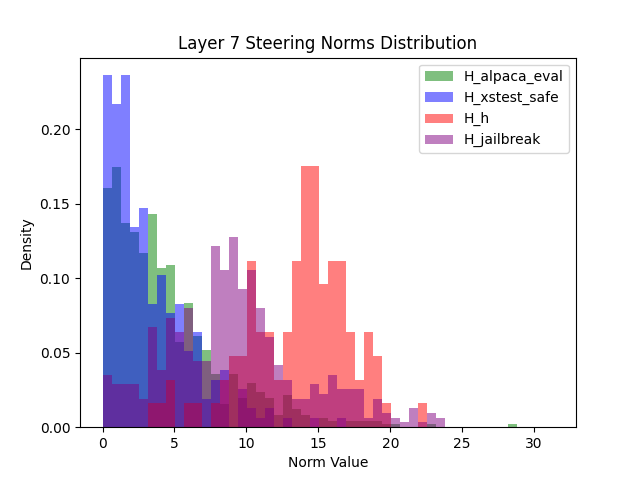 Layer 7 Steering Norms Distribution
H_alpaca_eval
H_xstest_safe
H_h
H_jailbreak
Density
0.20
0.15
0.10
0.05
0.00
0
5
10
15
20
25
30
Norm Value